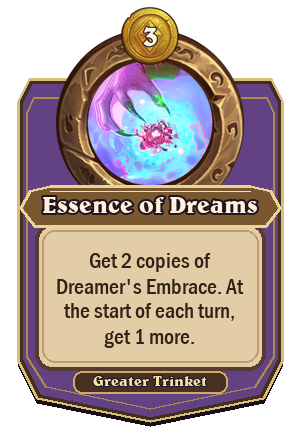 3
Essence of Dreams
Get 2 copies of
Dreamer's Embrace. At
the start of each turn,
get 1 more.
Greater Trinket